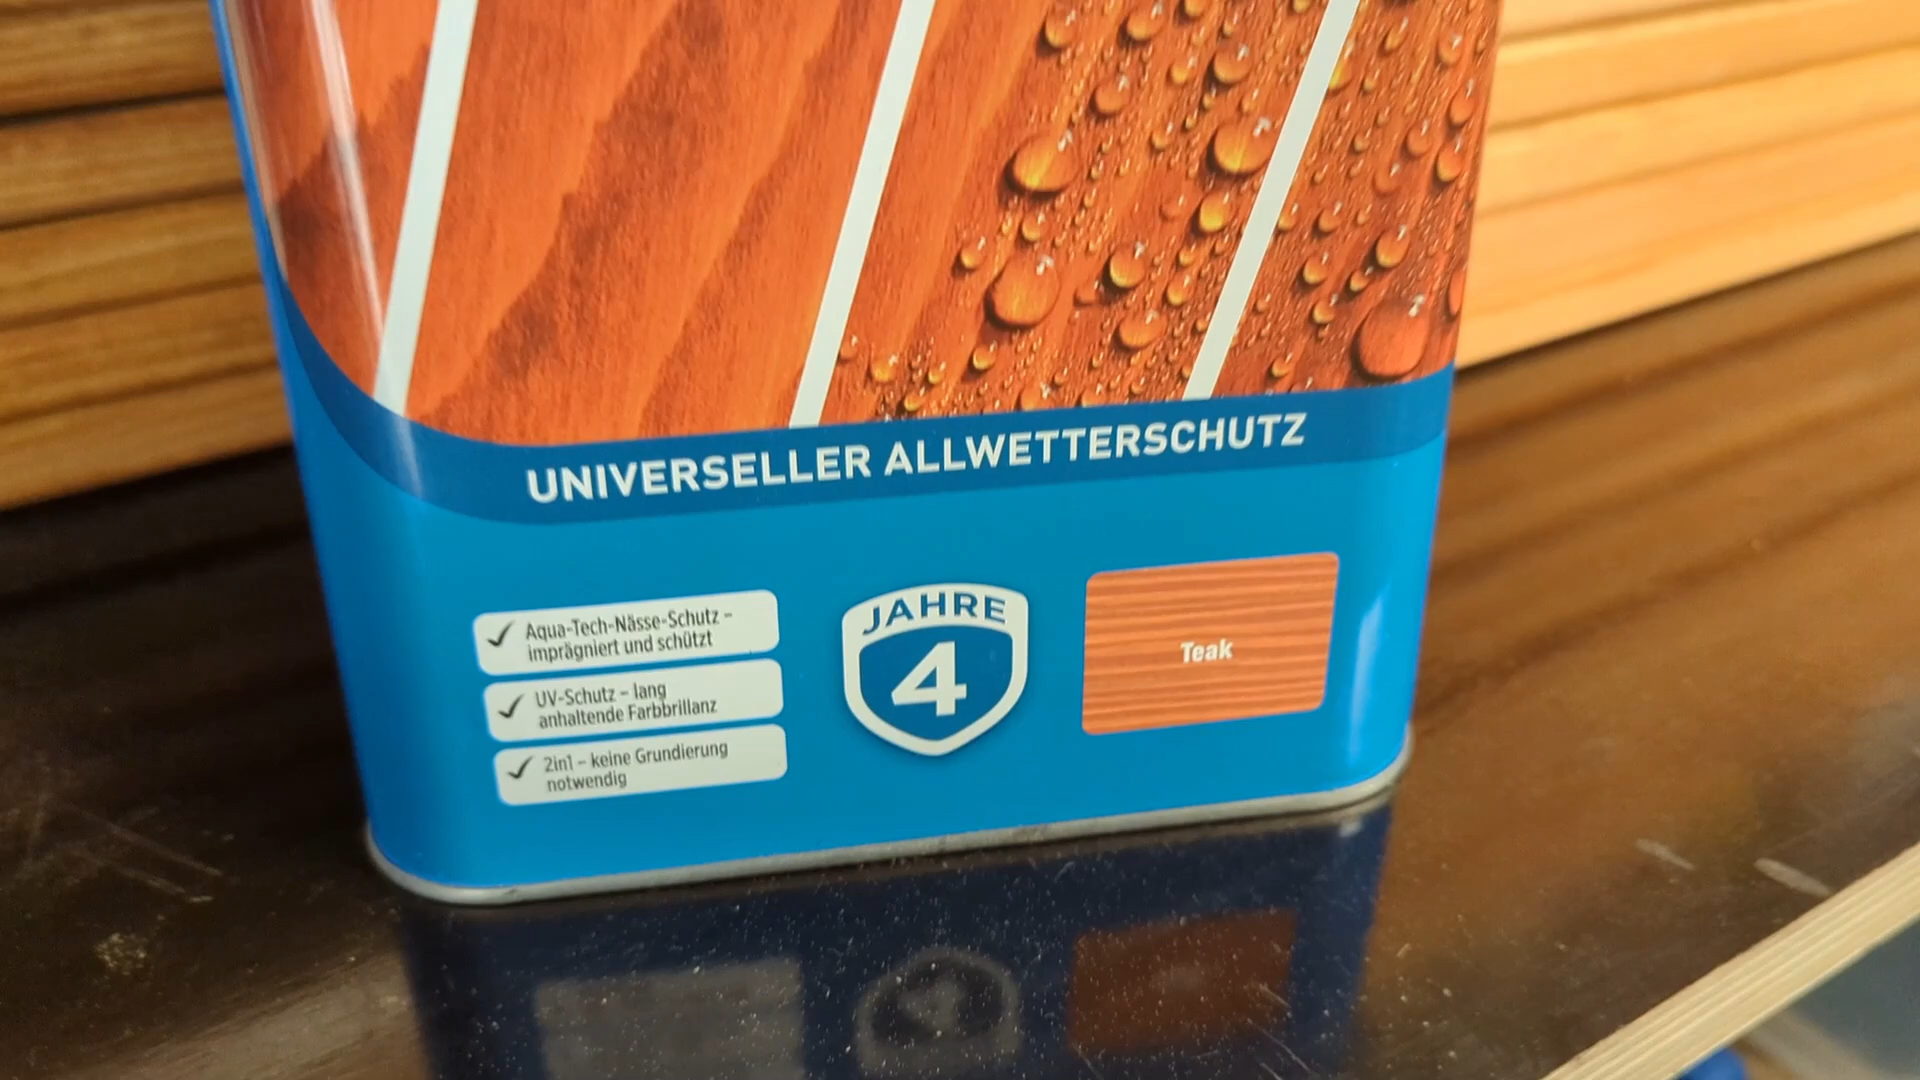 UNIVERSELLER ALLWETTERSCHUTZ
Aqua-Tech-Nässe-Schutz –
imprägniert und schützt
UV-Schutz – lang
anhaltende Farbbrillanz
2in1 – keine Grundierung
notwendig
JAHRE
4
Teak